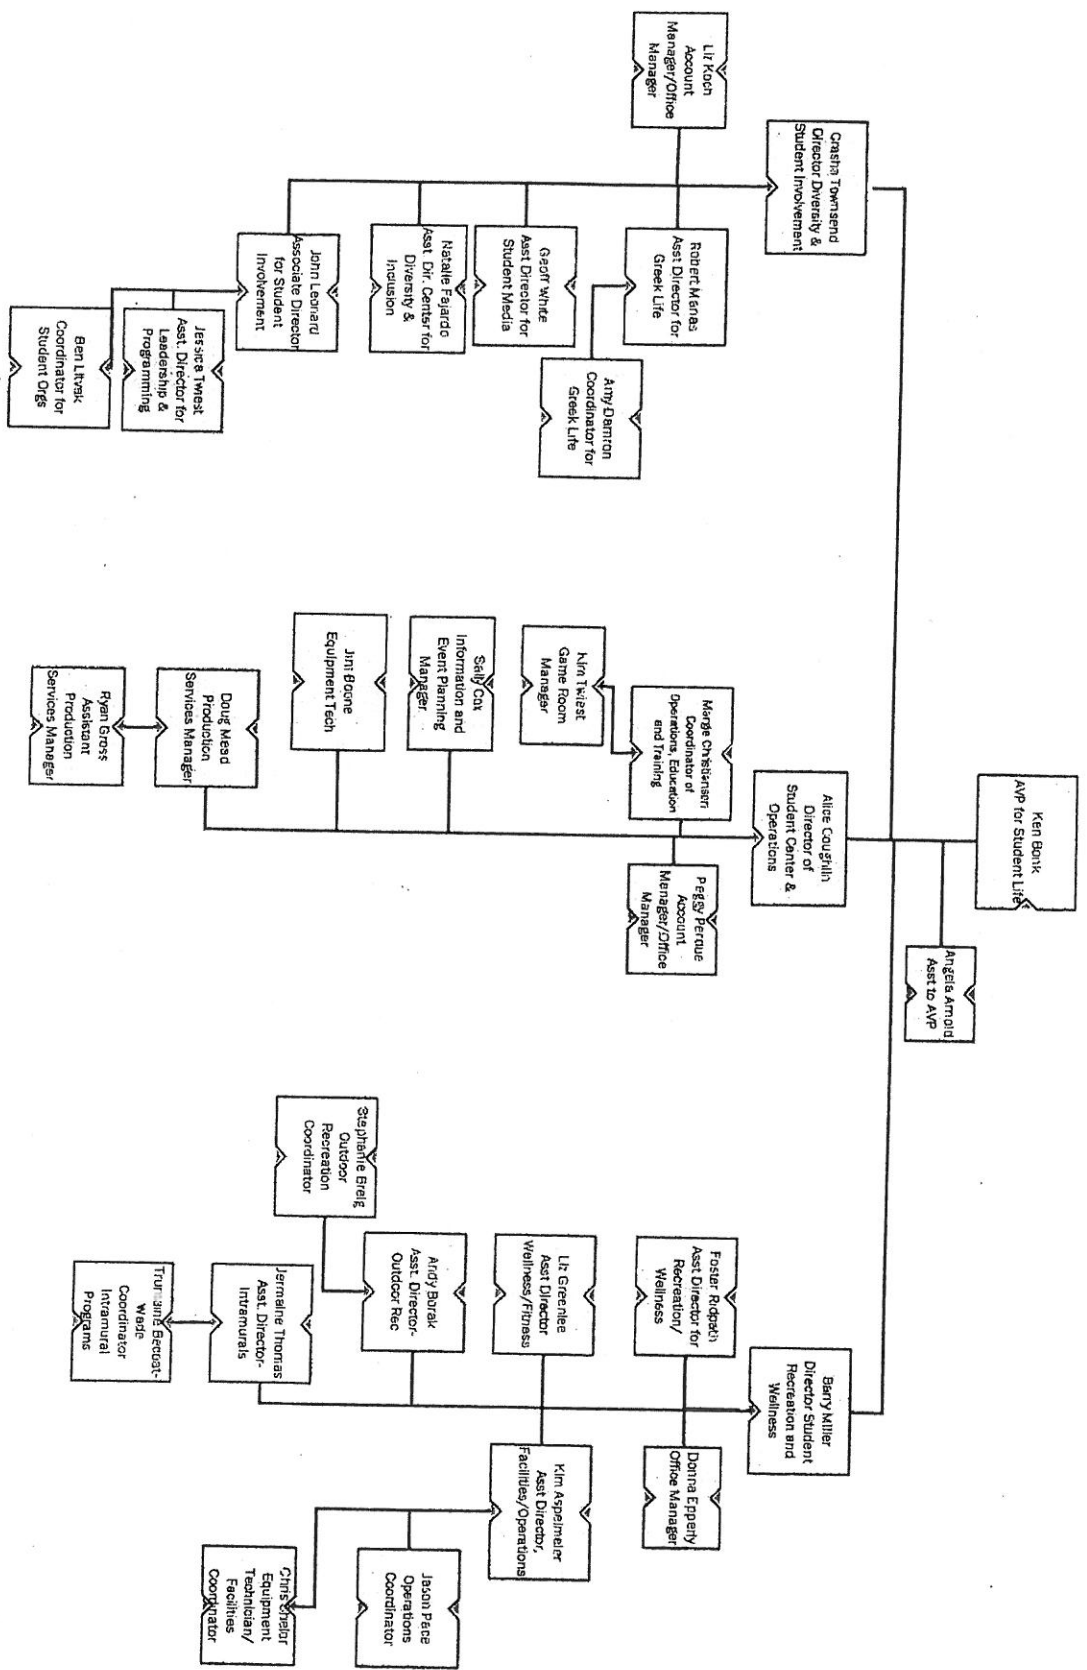 Ken Bonk
AVP for Student Life
Angela Arnold
Asst to AVP
Crasha Townsend
Director Diversity &
Student Involvement
Alice Coughlin
Director of
Student Center &
Operations
Barry Miller
Director Student
Recreation and
Wellness
Liz Koch
Account
Manager/Office
Manager
Robert Manas
Asst Director for
Greek Life
Amy Damron
Coordinator for
Greek Life
Geoff White
Asst Director for
Student Media
Natalie Fajardo
Asst. Dir. Center for
Diversity &
Inclusion
John Leonard
Associate Director
for Student
Involvement
Jessica Twiest
Asst. Director for
Leadership &
Programming
Ben Litvak
Coordinator for
Student Orgs
Marge Christiansen
Coordinator of
Operations, Education
and Training
Peggy Perdue
Account
Manager/Office
Manager
Kim Twiest
Game Room
Manager
Sally Cox
Information and
Event Planning
Manager
Boone
Equipment Tech
Doug Mead
Production
Services Manager
Ryan Gross
Assistant
Production
Services Manager
Foster Ridpath
Asst Director for
Recreation/
Wellness
Donna Epperly
Office Manager
Liz Greenlee
Asst Director
Wellness/Fitness
Kim Aspelmeier
Asst Director,
Facilities/Operations
Andy Borak
Asst. Director-
Outdoor Rec
Stephanie Breig
Outdoor
Recreation
Coordinator
Jason Pace
Operations
Coordinator
Jermaine Thomas
Asst. Director-
Intramurals
Chris
Equipment
Technician/
Facilities
Coordinator
Becoat-
Wade
Coordinator
Intramural
Programs